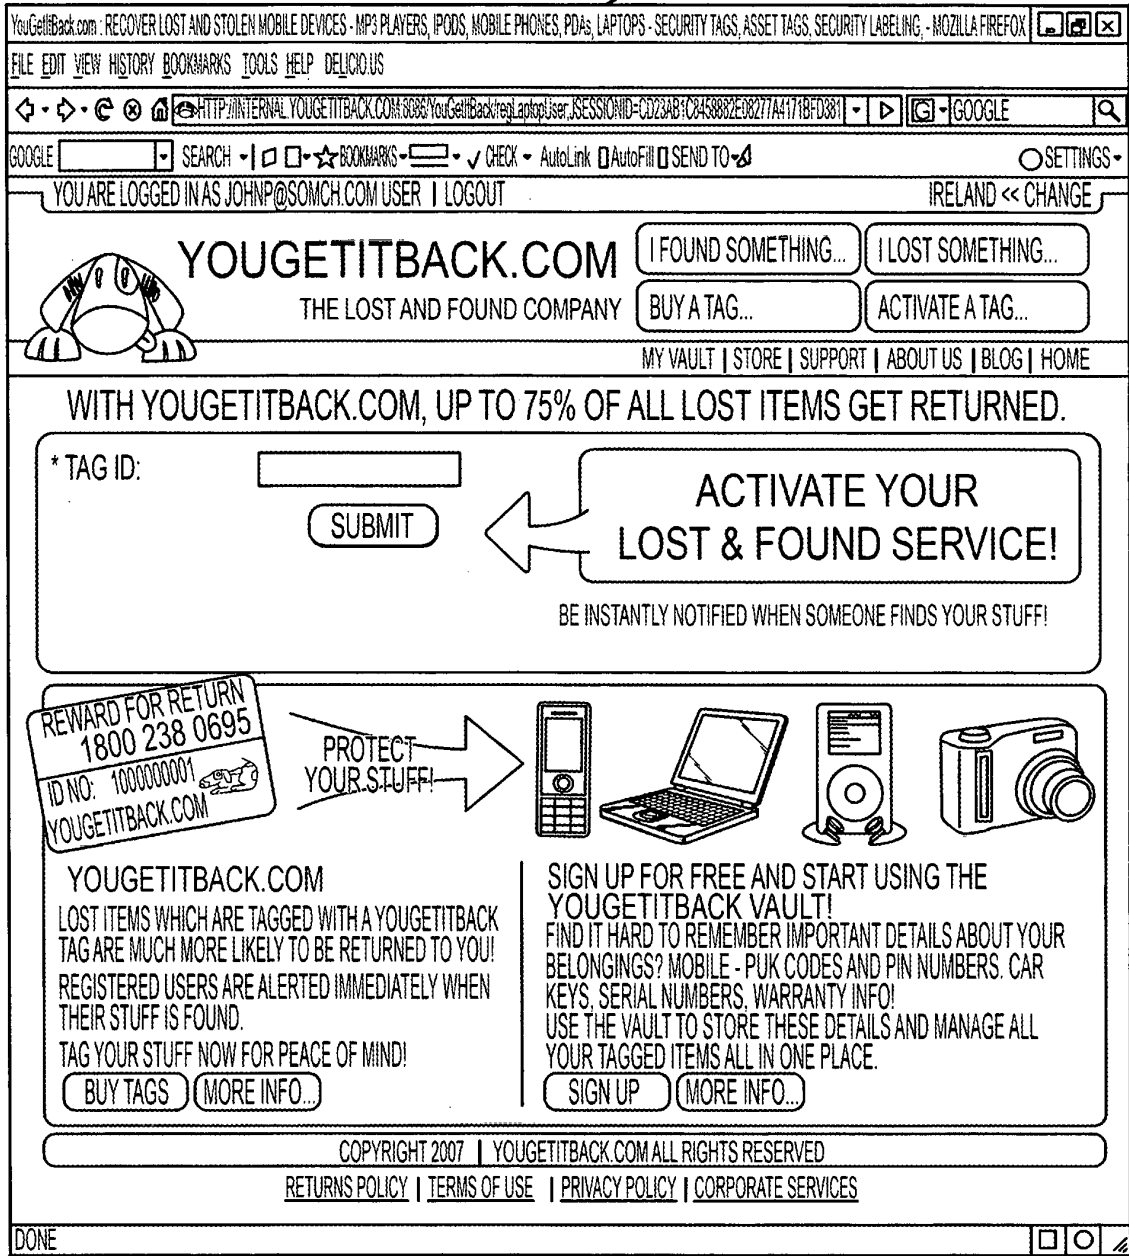 YouGetItBack.com : RECOVER LOST AND STOLEN MOBILE DEVICES - MP3 PLAYERS, IPODS, MOBILE PHONES, PDAs, LAPTOPS - SECURITY TAGS, ASSET TAGS, SECURITY LABELING, - MOZILLA FIREFOX
FILE EDIT VIEW HISTORY BOOKMARKS TOOLS HELP DELICIO.US
HTTP://INTERNAL.YOUGETITBACK.COM:8086/YouGetItBack/regLaptopUser,JSESSIONID=CD23AB1C8458882E08277A4171BFD381 G GOOGLE
GOOGLE SEARCH BOOKMARKS CHECK AutoLink AutoFill SEND TO SETTINGS
YOU ARE LOGGED IN AS JOHNP@SOMCH.COM USER | LOGOUT IRELAND << CHANGE
YOUGETITBACK.COM
THE LOST AND FOUND COMPANY
I FOUND SOMETHING... I LOST SOMETHING...
BUY A TAG... ACTIVATE A TAG...
MY VAULT | STORE | SUPPORT | ABOUT US | BLOG | HOME
WITH YOUGETITBACK.COM, UP TO 75% OF ALL LOST ITEMS GET RETURNED.
* TAG ID:
SUBMIT
ACTIVATE YOUR
LOST & FOUND SERVICE!
BE INSTANTLY NOTIFIED WHEN SOMEONE FINDS YOUR STUFF!
REWARD FOR RETURN
1800 238 0695
ID NO: 1000000001
YOUGETITBACK.COM
PROTECT
YOUR STUFF!
YOUGETITBACK.COM
LOST ITEMS WHICH ARE TAGGED WITH A YOUGETITBACK
TAG ARE MUCH MORE LIKELY TO BE RETURNED TO YOU!
REGISTERED USERS ARE ALERTED IMMEDIATELY WHEN
THEIR STUFF IS FOUND.
TAG YOUR STUFF NOW FOR PEACE OF MIND!
BUY TAGS MORE INFO...
SIGN UP FOR FREE AND START USING THE
YOUGETITBACK VAULT!
FIND IT HARD TO REMEMBER IMPORTANT DETAILS ABOUT YOUR
BELONGINGS? MOBILE - PUK CODES AND PIN NUMBERS. CAR
KEYS, SERIAL NUMBERS, WARRANTY INFO!
USE THE VAULT TO STORE THESE DETAILS AND MANAGE ALL
YOUR TAGGED ITEMS ALL IN ONE PLACE.
SIGN UP MORE INFO...
COPYRIGHT 2007 | YOUGETITBACK.COM ALL RIGHTS RESERVED
RETURNS POLICY | TERMS OF USE | PRIVACY POLICY | CORPORATE SERVICES
DONE